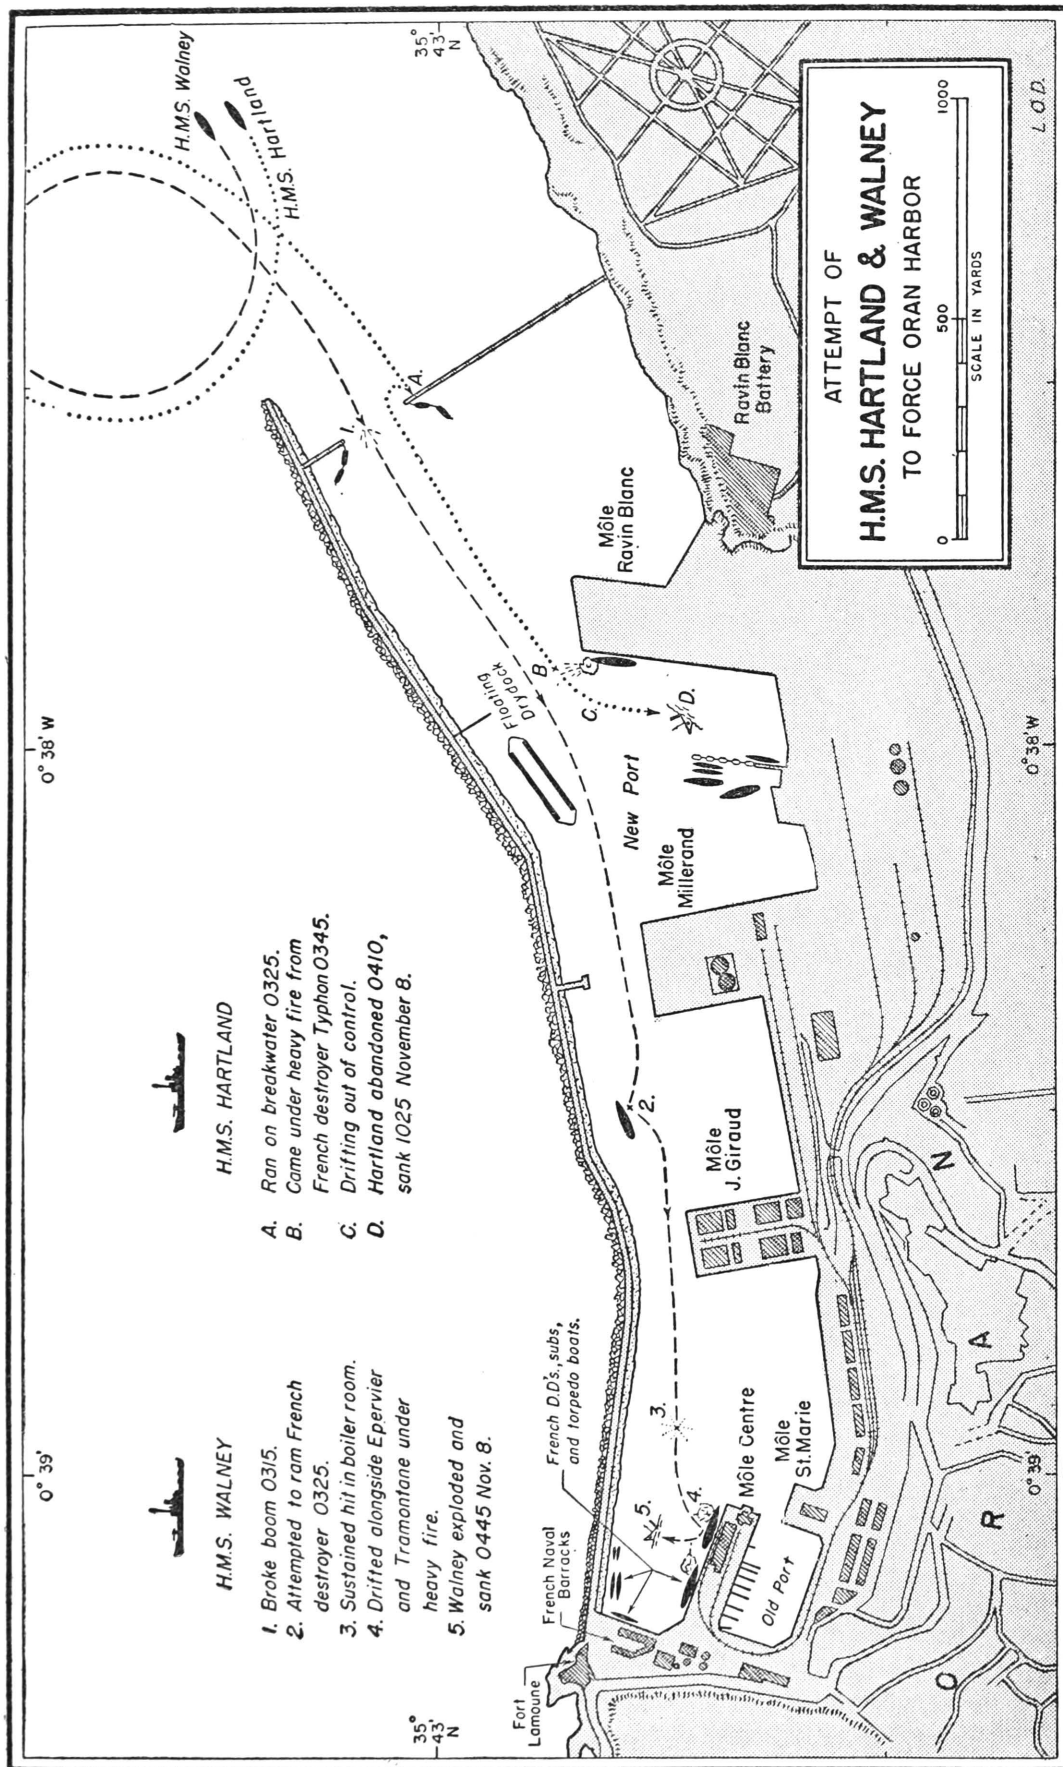 ATTEMPT OF
H.M.S. HARTLAND & WALNEY
TO FORCE ORAN HARBOR
0 500 1000
SCALE IN YARDS
L.O.D.
H.M.S. WALNEY
1. Broke boom 0315.
2. Attempted to ram French
destroyer 0325.
3. Sustained hit in boiler room.
4. Drifted alongside Epervier
and Tramontane under
heavy fire.
5. Walney exploded and
sank 0445 Nov. 8.
H.M.S. HARTLAND
A. Ran on breakwater 0325.
B. Came under heavy fire from
French destroyer Typhon 0345.
C. Drifting out of control.
D. Hartland abandoned 0410,
sank 1025 November 8.
0° 39'
0° 38' W
35°
43'
N
35°
43'
N
H.M.S. Walney
H.M.S. Hartland
1.
A.
B
C.
D.
2.
3.
4.
5.
Floating
Drydock
New Port
Môle
Ravin Blanc
Ravin Blanc
Battery
Môle
Millerand
Môle
J. Giraud
Môle
St. Marie
Môle Centre
Old Port
French D.D's., subs,
and torpedo boats.
French Naval
Barracks
Fort
Lamoune
O R A N
0° 39'
0° 38' W